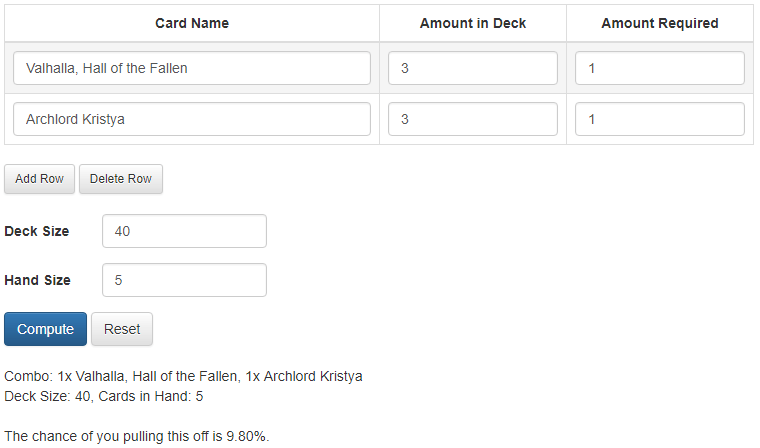 Card Name Amount in Deck Amount Required
Valhalla, Hall of the Fallen 3 1
Archlord Kristya 3 1
Add Row Delete Row
Deck Size 40
Hand Size 5
Compute Reset
Combo: 1x Valhalla, Hall of the Fallen, 1x Archlord Kristya
Deck Size: 40, Cards in Hand: 5
The chance of you pulling this off is 9.80%.